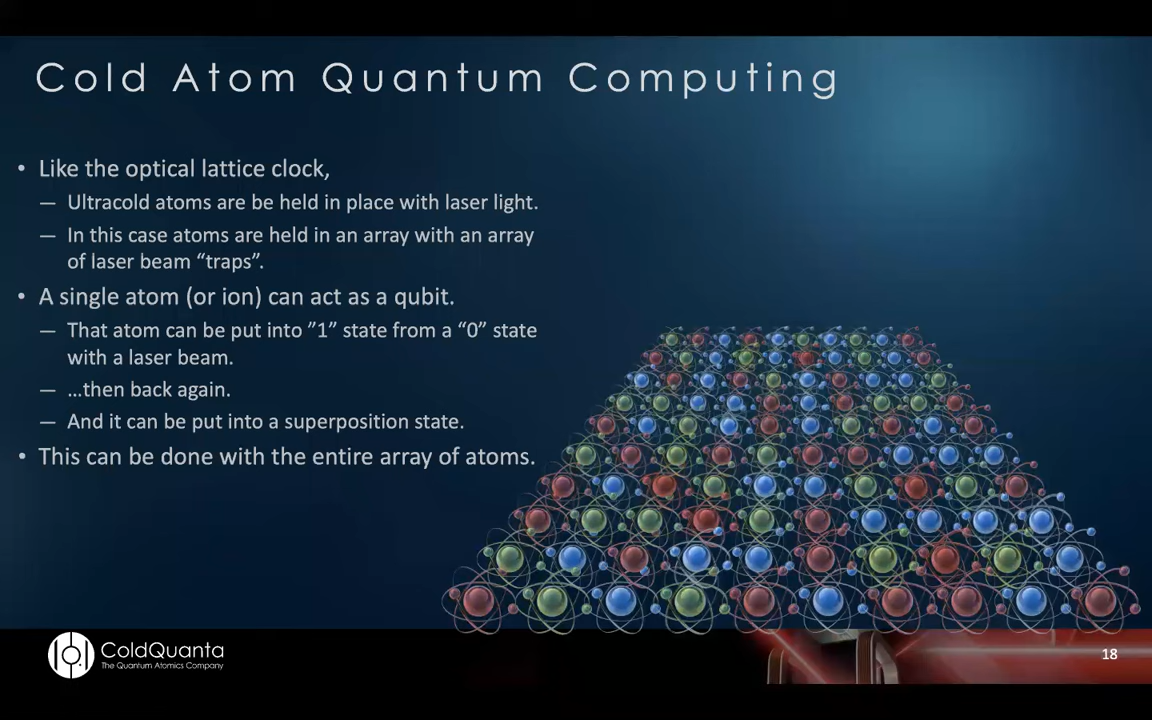 Cold Atom Quantum Computing
• Like the optical lattice clock,
— Ultracold atoms are be held in place with laser light.
— In this case atoms are held in an array with an array
of laser beam “traps”.
• A single atom (or ion) can act as a qubit.
— That atom can be put into ”1” state from a “0” state
with a laser beam.
— …then back again.
— And it can be put into a superposition state.
• This can be done with the entire array of atoms.
ColdQuanta
The Quantum Atomics Company
18